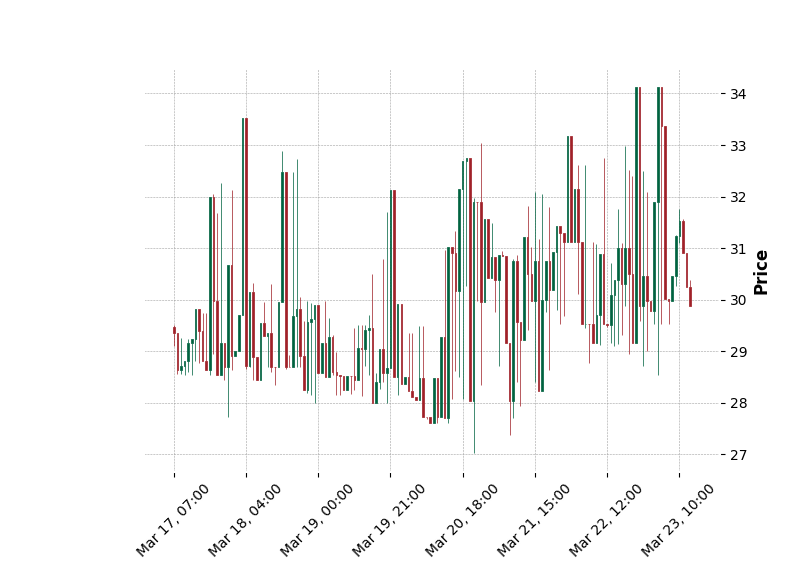 34
33
32
31
30
29
28
27
Price
Mar 17, 07:00
Mar 18, 04:00
Mar 19, 00:00
Mar 19, 21:00
Mar 20, 18:00
Mar 21, 15:00
Mar 22, 12:00
Mar 23, 10:00